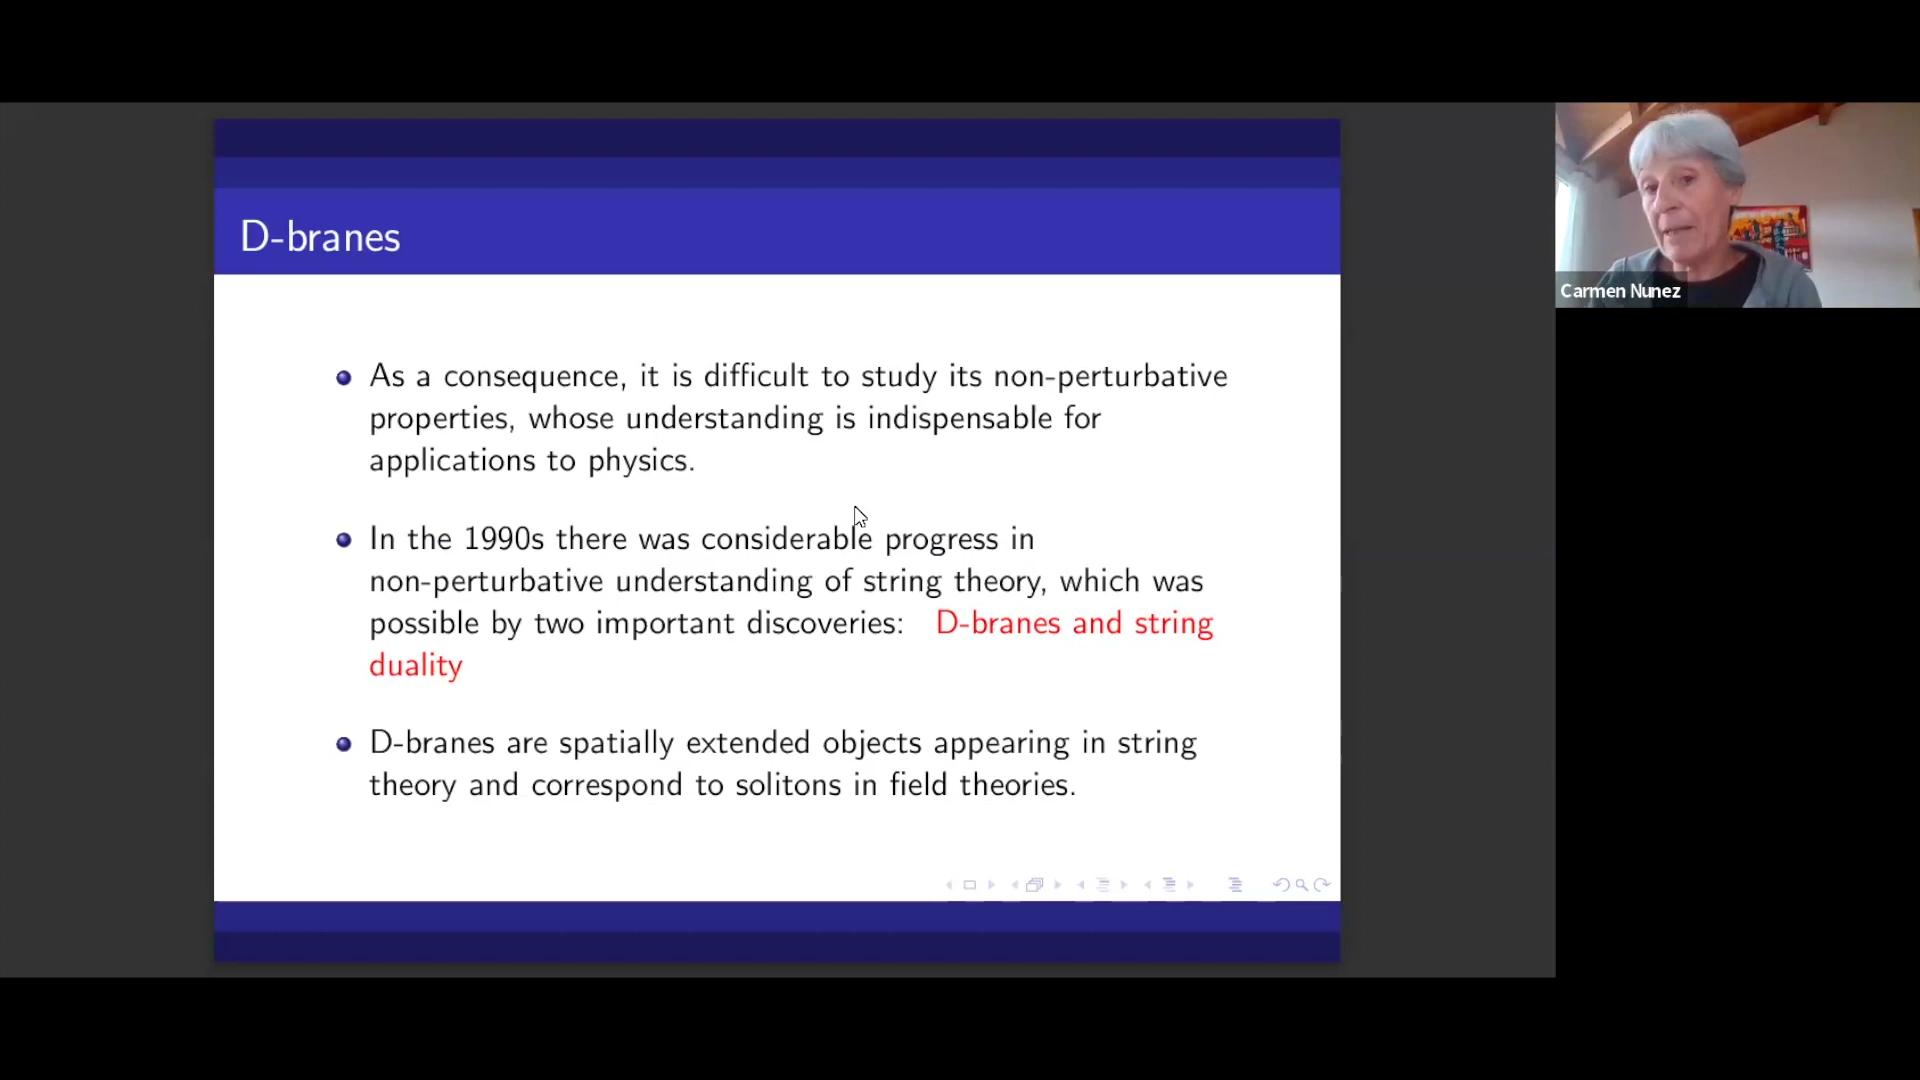 D-branes
As a consequence, it is difficult to study its non-perturbative
properties, whose understanding is indispensable for
applications to physics.
In the 1990s there was considerable progress in
non-perturbative understanding of string theory, which was
possible by two important discoveries: D-branes and string
duality
D-branes are spatially extended objects appearing in string
theory and correspond to solitons in field theories.
Carmen Nunez